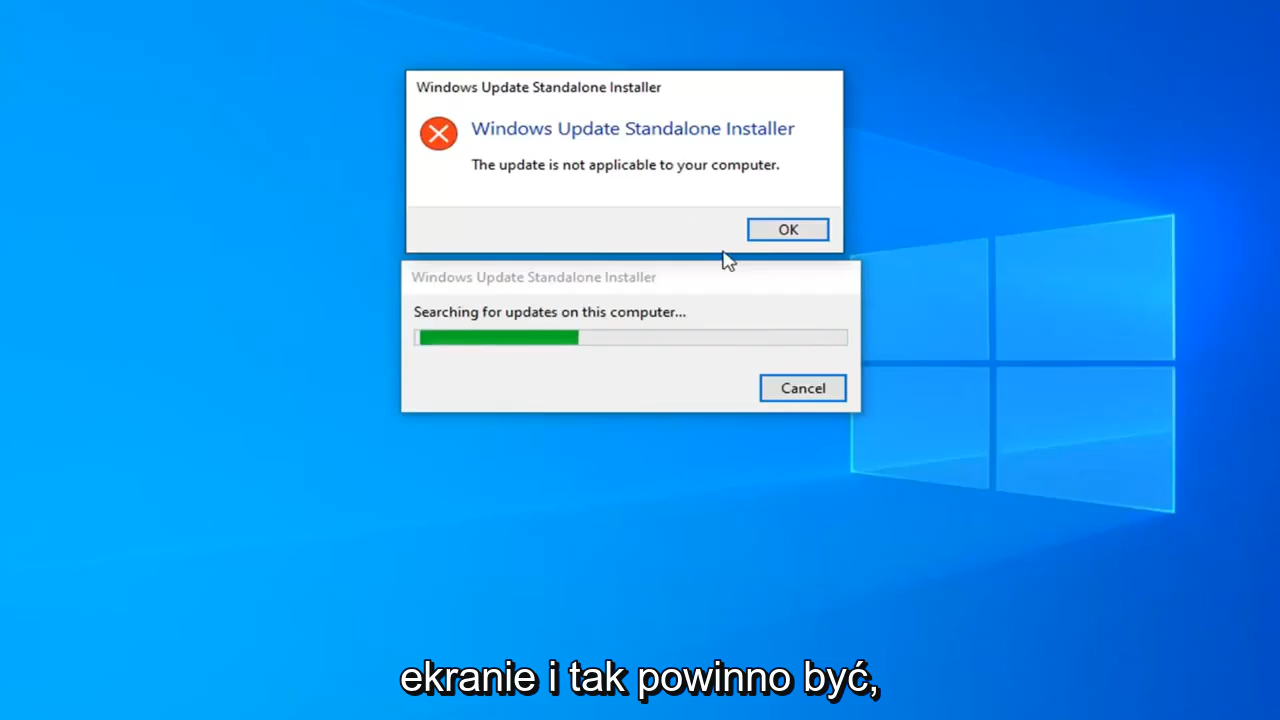 Windows Update Standalone Installer
Windows Update Standalone Installer
The update is not applicable to your computer.
OK
Windows Update Standalone Installer
Searching for updates on this computer...
Cancel
ekranie i tak powinno być,